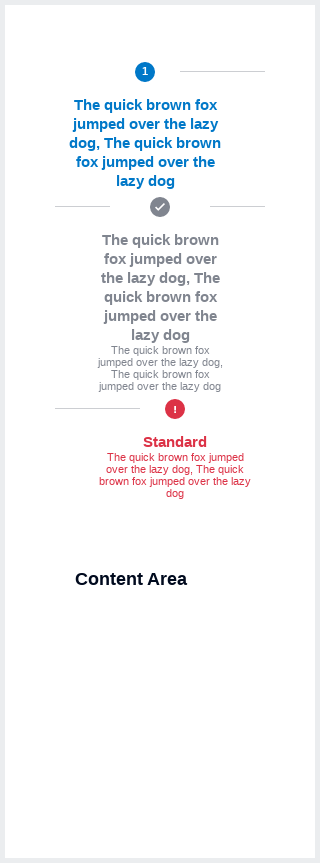 1
The quick brown fox
jumped over the lazy
dog, The quick brown
fox jumped over the
lazy dog
The quick brown
fox jumped over
the lazy dog, The
quick brown fox
jumped over the
lazy dog
The quick brown fox
jumped over the lazy dog,
The quick brown fox
jumped over the lazy dog
!
Standard
The quick brown fox jumped
over the lazy dog, The quick
brown fox jumped over the lazy
dog
Content Area